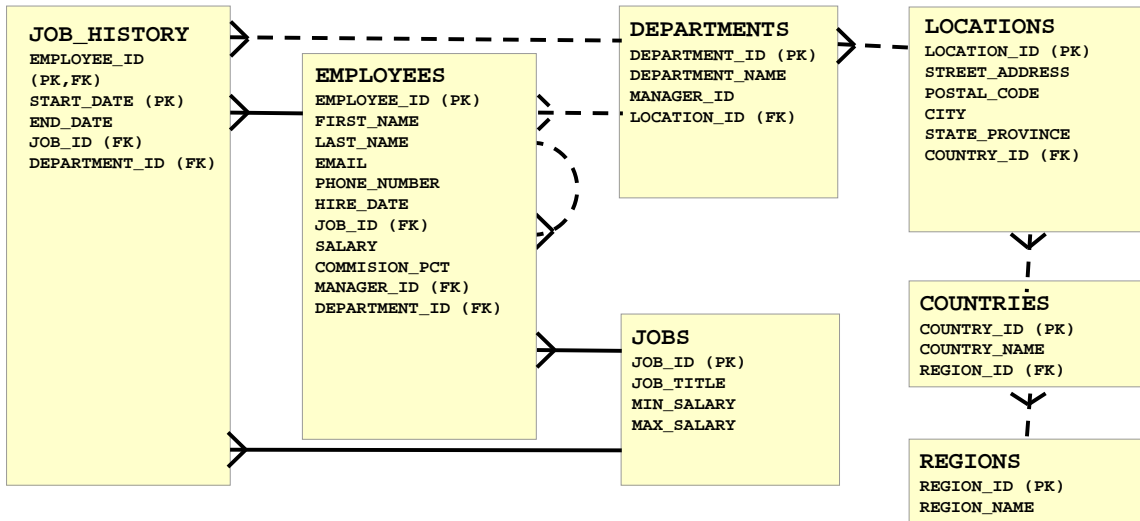 JOB_HISTORY
EMPLOYEE_ID
(PK,FK)
START_DATE (PK)
END_DATE
JOB_ID (FK)
DEPARTMENT_ID (FK)
EMPLOYEES
EMPLOYEE_ID (PK)
FIRST_NAME
LAST_NAME
EMAIL
PHONE_NUMBER
HIRE_DATE
JOB_ID (FK)
SALARY
COMMISION_PCT
MANAGER_ID (FK)
DEPARTMENT_ID (FK)
DEPARTMENTS
DEPARTMENT_ID (PK)
DEPARTMENT_NAME
MANAGER_ID
LOCATION_ID (FK)
JOBS
JOB_ID (PK)
JOB_TITLE
MIN_SALARY
MAX_SALARY
LOCATIONS
LOCATION_ID (PK)
STREET_ADDRESS
POSTAL_CODE
CITY
STATE_PROVINCE
COUNTRY_ID (FK)
COUNTRIES
COUNTRY_ID (PK)
COUNTRY_NAME
REGION_ID (FK)
REGIONS
REGION_ID (PK)
REGION_NAME